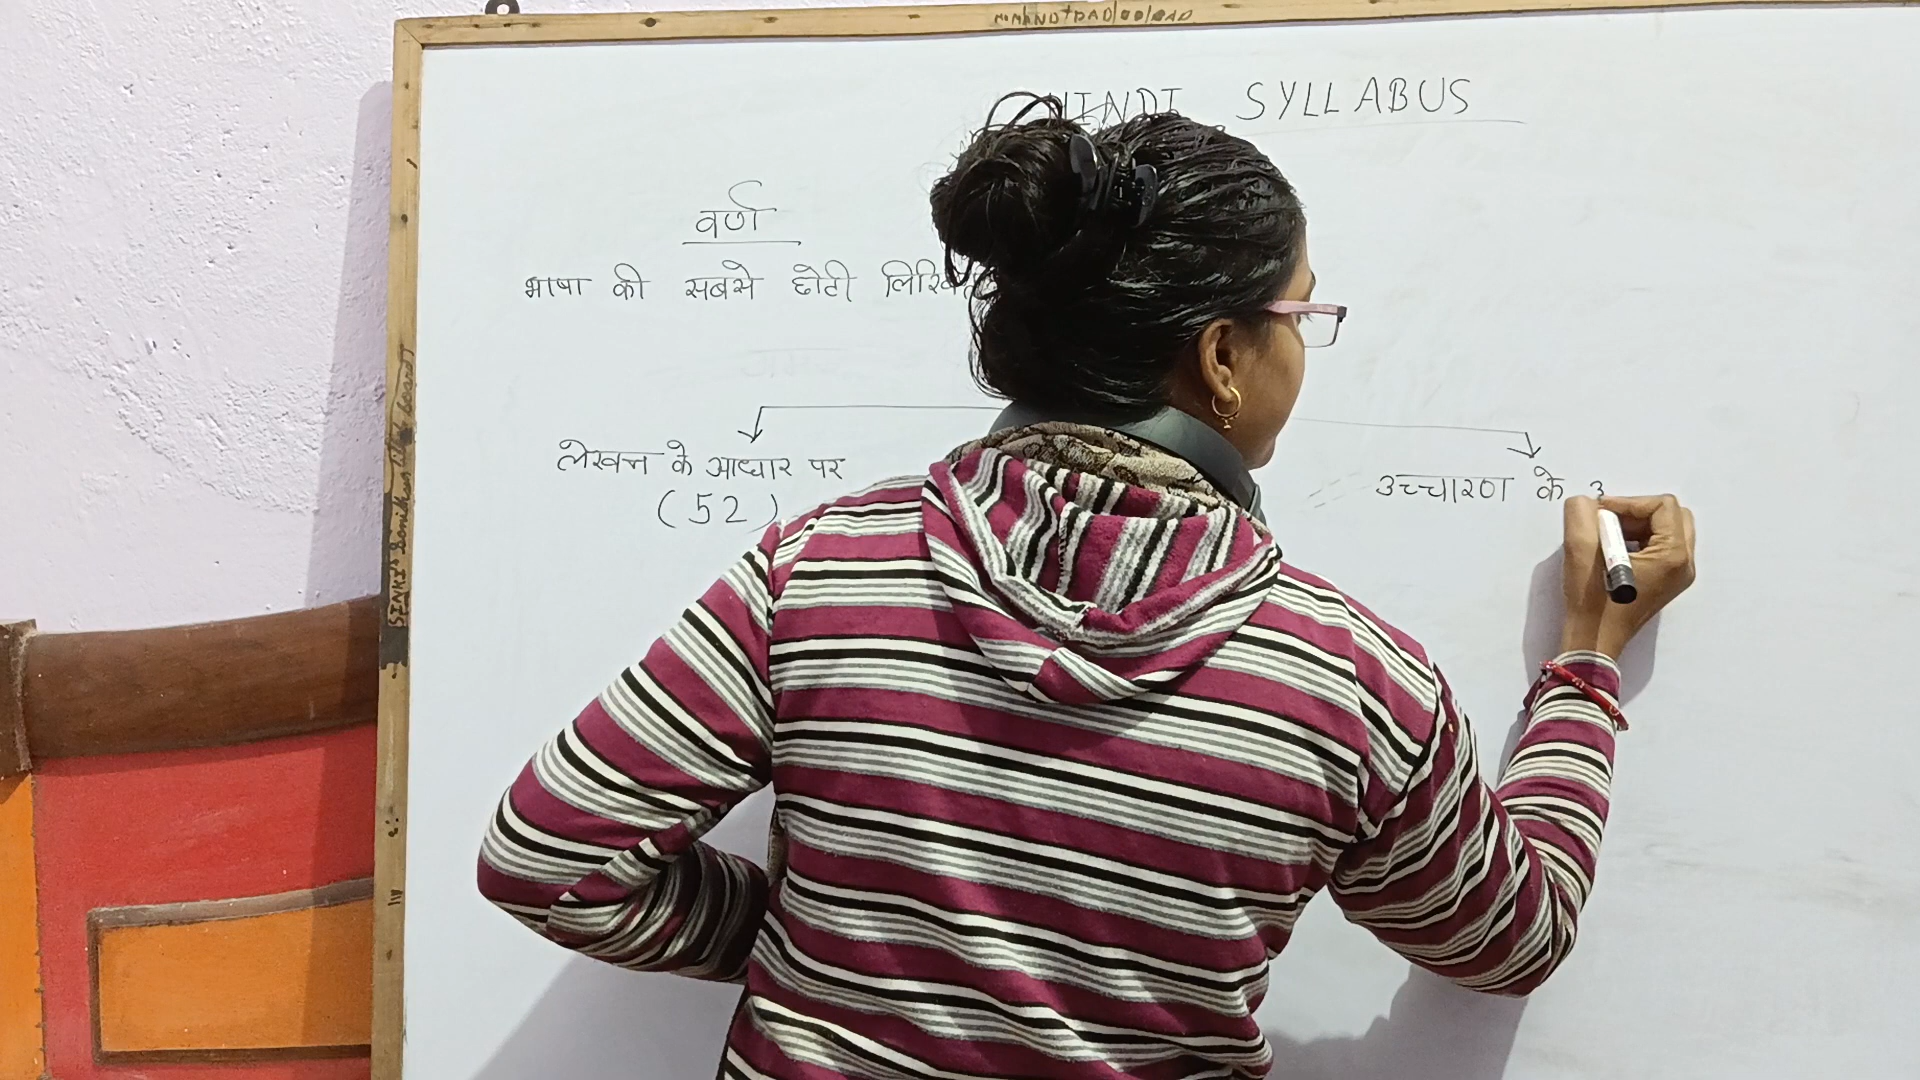 HINDI SYLLABUS
वर्ण
भाषा की सबसे छोटी
लेखन के आधार पर
(52)
उच्चारण के